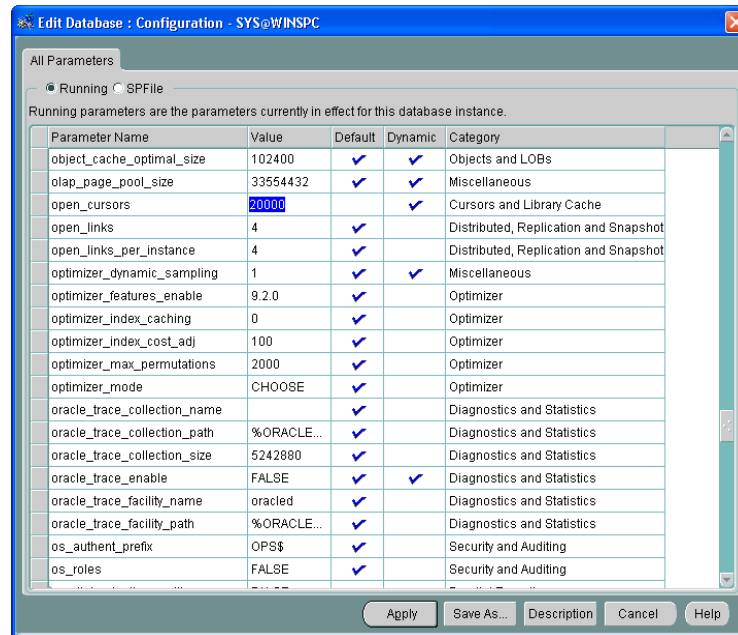 Edit Database : Configuration - SYS@WINSPC
All Parameters
Running SPFile
Running parameters are the parameters currently in effect for this database instance.
Parameter Name Value Default Dynamic Category
object_cache_optimal_size 102400 Objects and LOBs
olap_page_pool_size 33554432 Miscellaneous
open_cursors 20000 Cursors and Library Cache
open_links 4 Distributed, Replication and Snapshot
open_links_per_instance 4 Distributed, Replication and Snapshot
optimizer_dynamic_sampling 1 Miscellaneous
optimizer_features_enable 9.2.0 Optimizer
optimizer_index_caching 0 Optimizer
optimizer_index_cost_adj 100 Optimizer
optimizer_max_permutations 2000 Optimizer
optimizer_mode CHOOSE Optimizer
oracle_trace_collection_name Diagnostics and Statistics
oracle_trace_collection_path %ORACLE... Diagnostics and Statistics
oracle_trace_collection_size 5242880 Diagnostics and Statistics
oracle_trace_enable FALSE Diagnostics and Statistics
oracle_trace_facility_name oracled Diagnostics and Statistics
oracle_trace_facility_path %ORACLE... Diagnostics and Statistics
os_authent_prefix OPS$ Security and Auditing
os_roles FALSE Security and Auditing
Apply Save As... Description Cancel Help